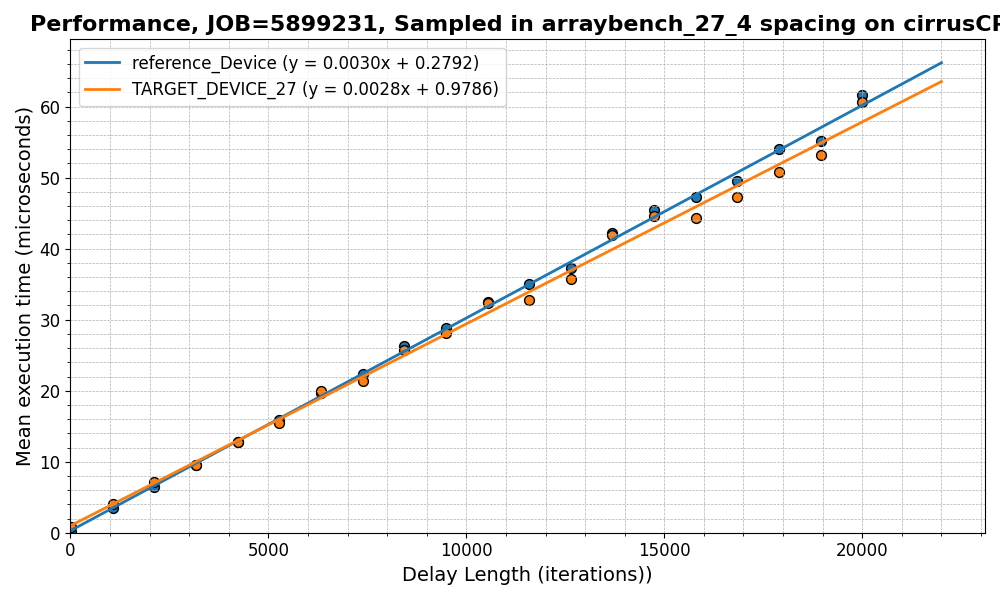 Performance, JOB=5899231, Sampled in arraybench_27_4 spacing on cirrusCP
reference_Device (y = 0.0030x + 0.2792)
TARGET_DEVICE_27 (y = 0.0028x + 0.9786)
Mean execution time (microseconds)
60
50
40
30
20
10
0
0 5000 10000 15000 20000
Delay Length (iterations))